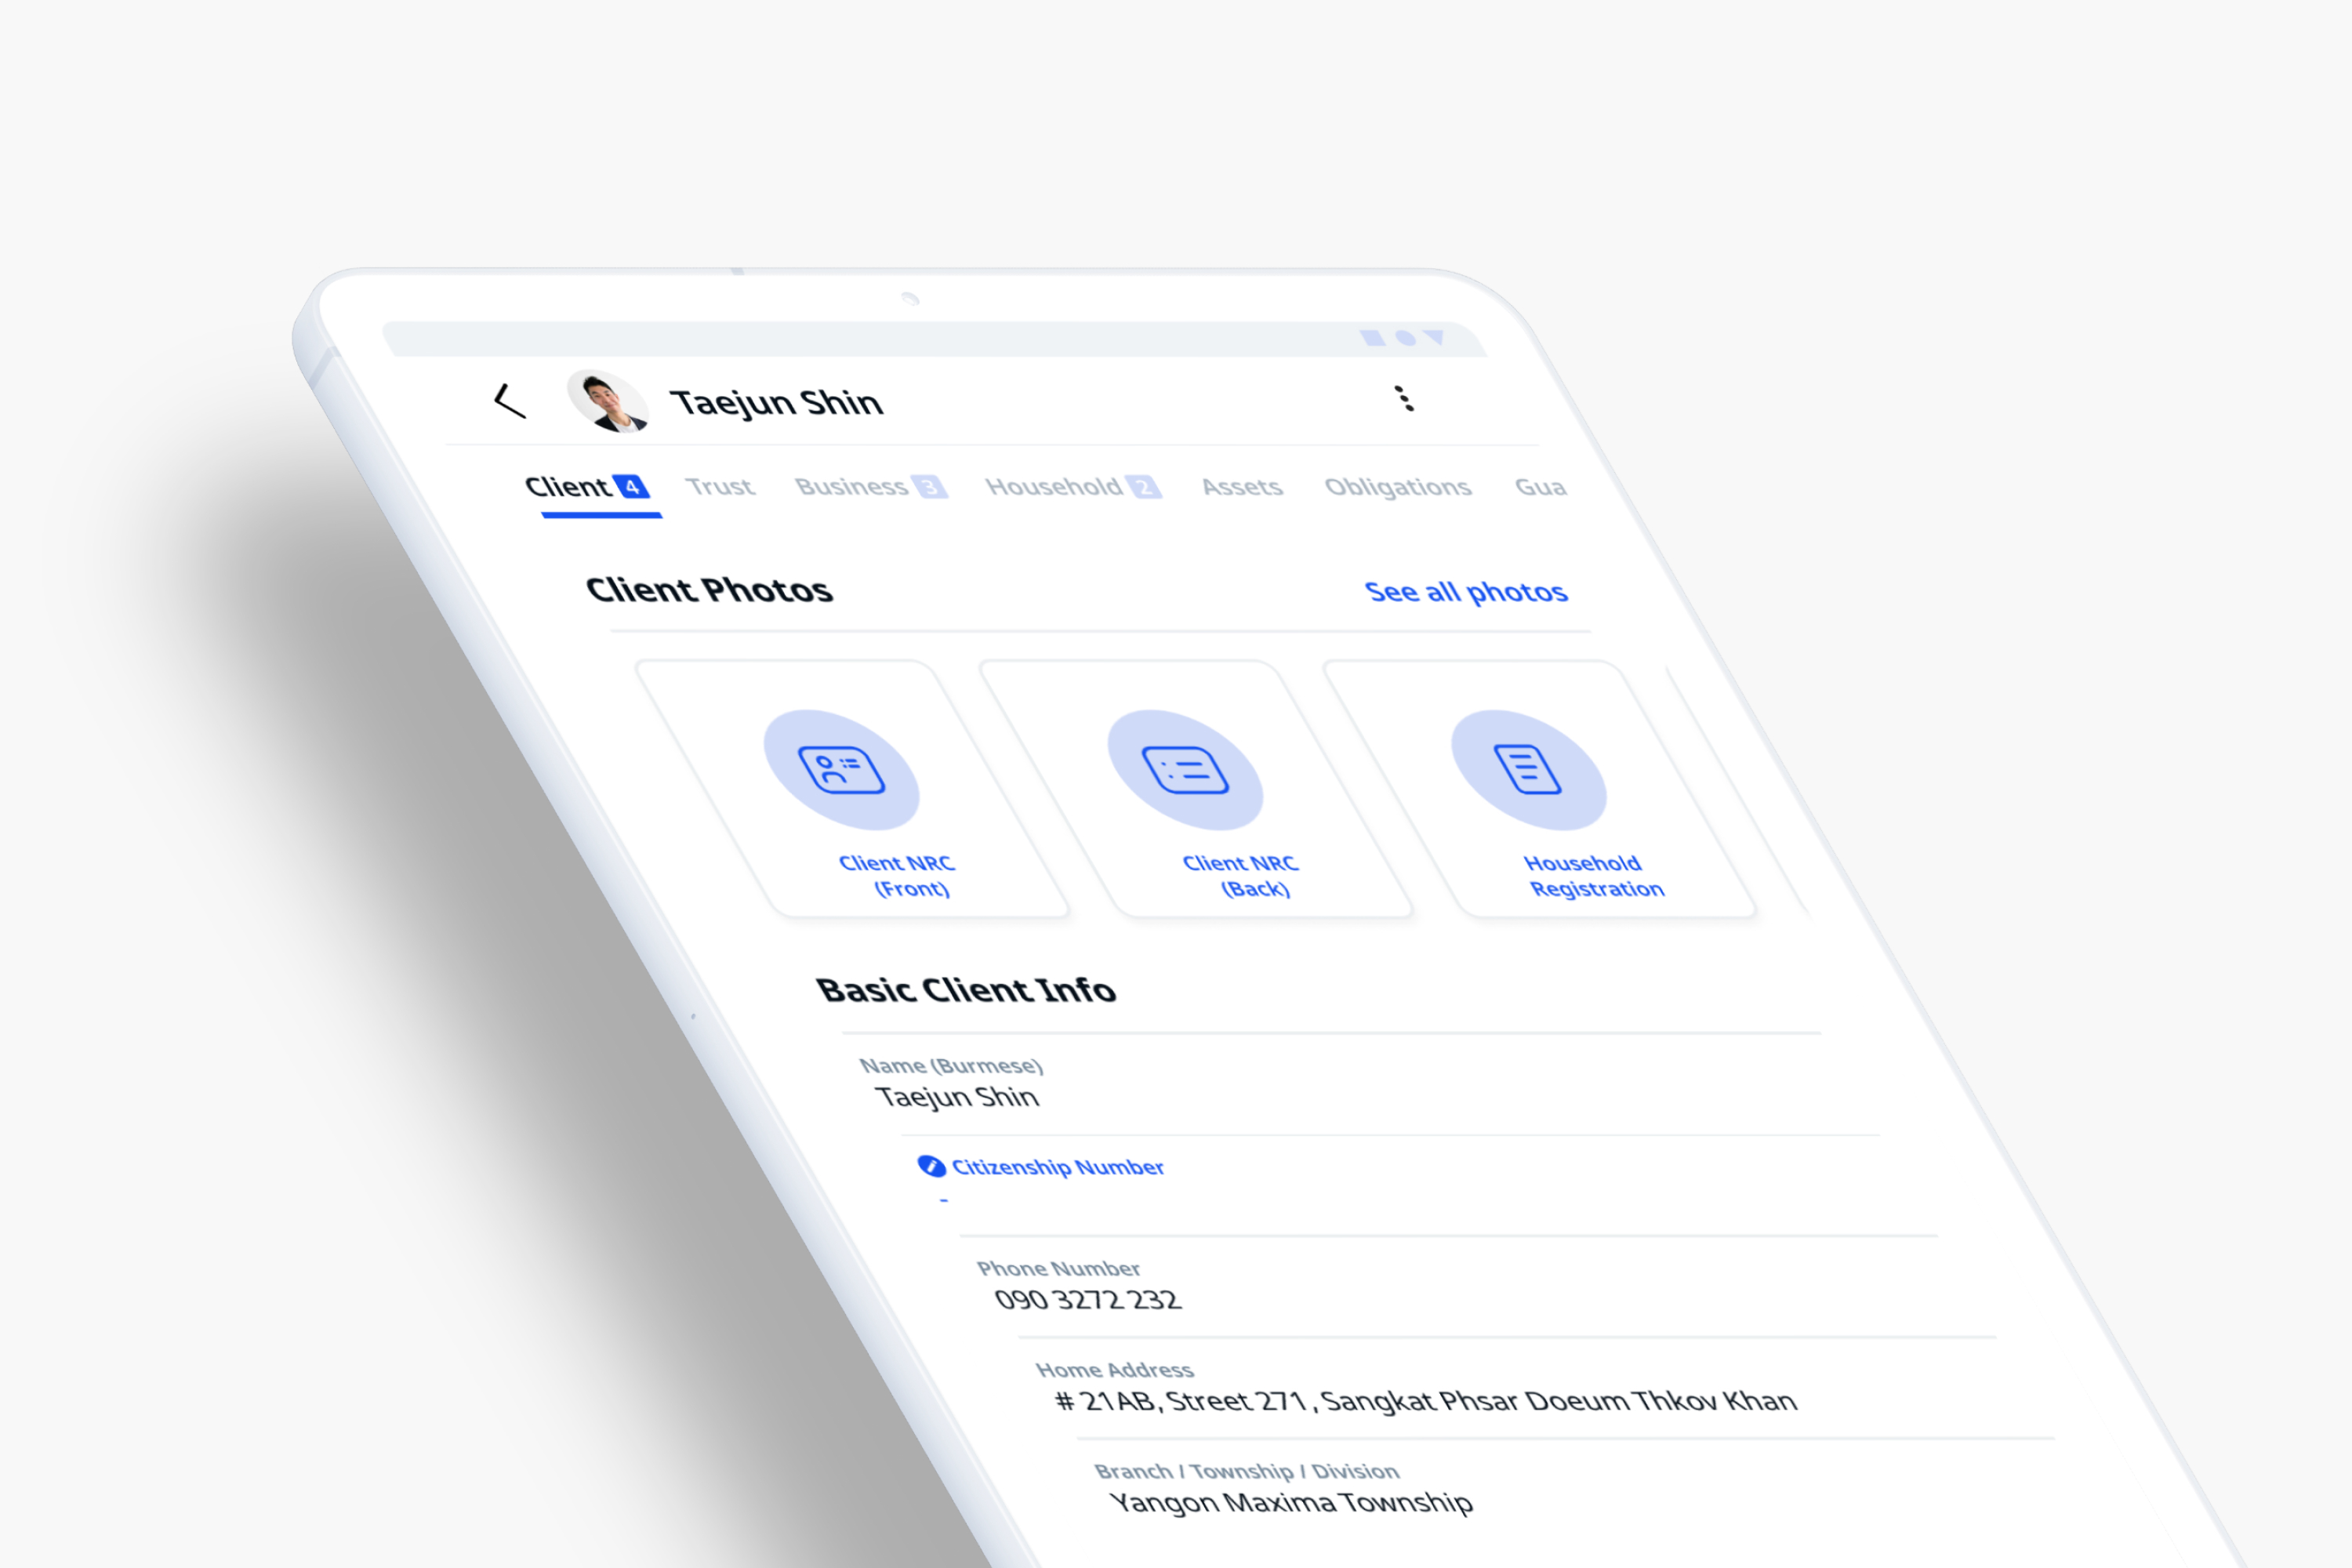 Taejun Shin
Client 4 Trust Business 3 Household 2 Assets Obligations Gua
Client Photos See all photos
Client NRC
(Front)
Client NRC
(Back)
Household
Registration
Basic Client Info
Name (Burmese)
Taejun Shin
Citizenship Number
-
Phone Number
090 3272 232
Home Address
# 21AB, Street 271, Sangkat Phsar Doeum Thkov Khan
Branch / Township / Division
Yangon Maxima Township